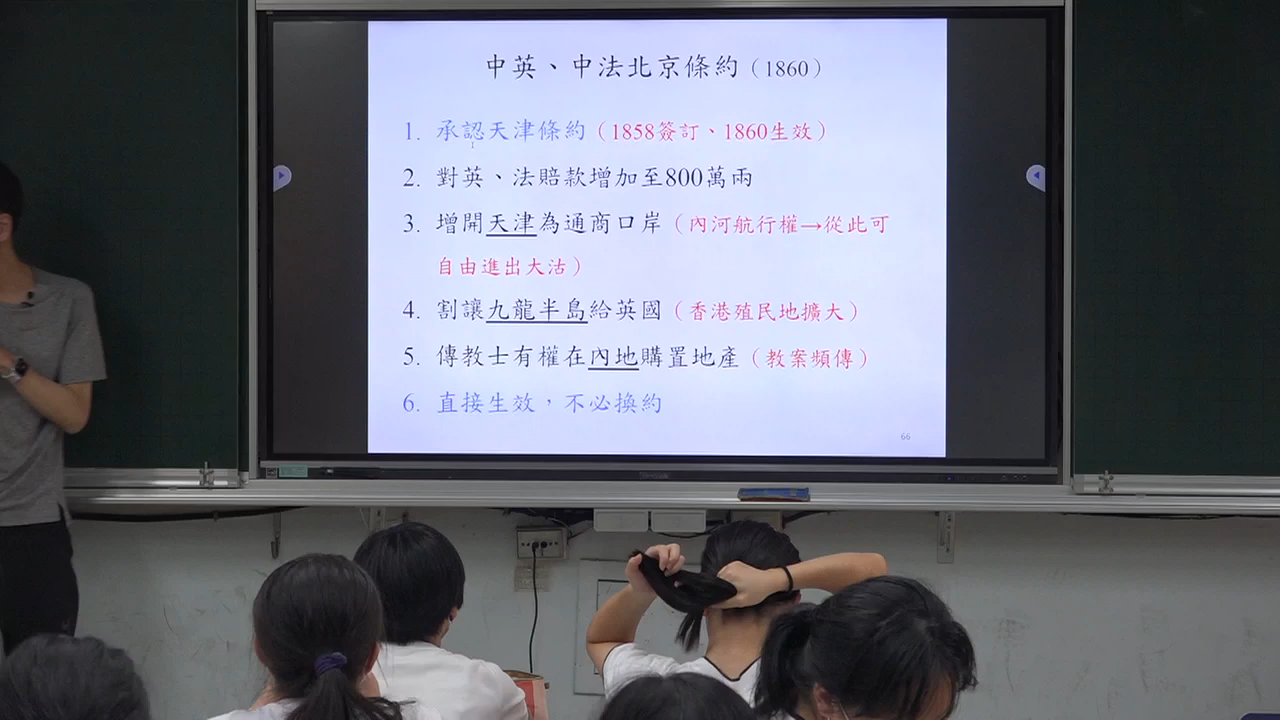 中英、中法北京條約（1860）
1. 承認天津條約（1858簽訂、1860生效）
2. 對英、法賠款增加至800萬兩
3. 增開天津為通商口岸（內河航行權→從此可
自由進出大沽）
4. 割讓九龍半島給英國（香港殖民地擴大）
5. 傳教士有權在內地購置地產（教案頻傳）
6. 直接生效，不必換約
66